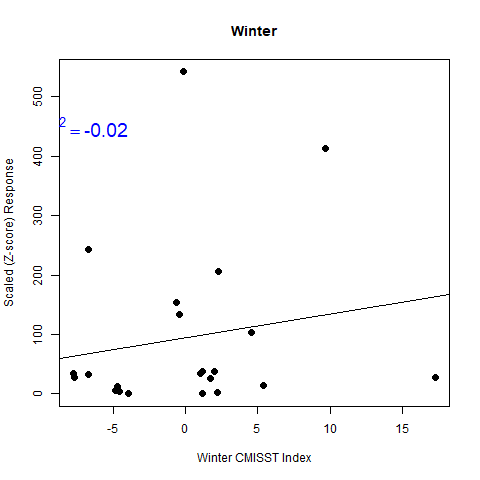 Winter
Scaled (Z-score) Response
500
400
300
200
100
0
2 = -0.02
-5 0 5 10 15
Winter CMISST Index